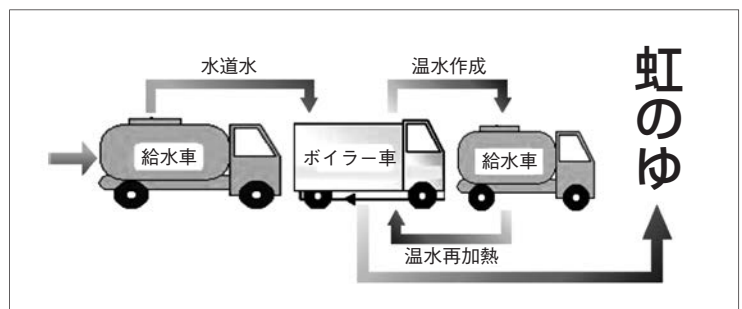 水道水
温水作成
給水車
ボイラー車
給水車
温水再加熱
虹のゆ